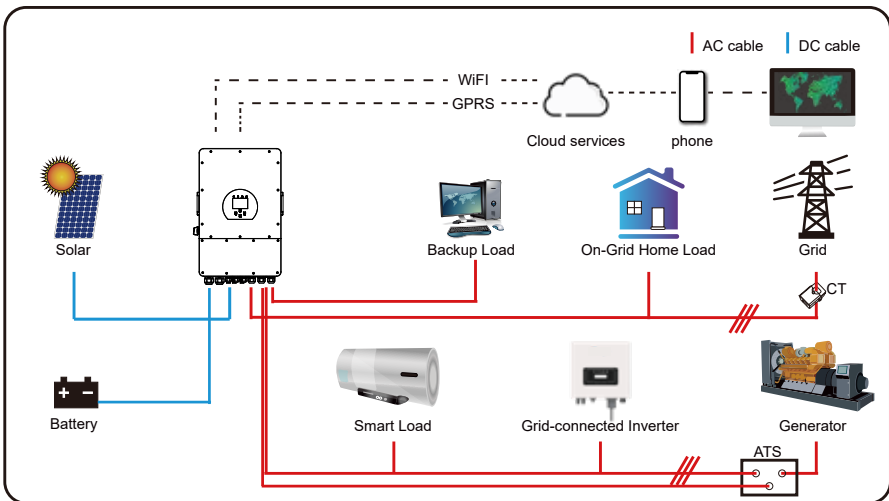 AC cable
DC cable
WiFI
GPRS
Cloud services
phone
Solar
Backup Load
On-Grid Home Load
Grid
CT
Battery
Smart Load
Grid-connected Inverter
Generator
ATS